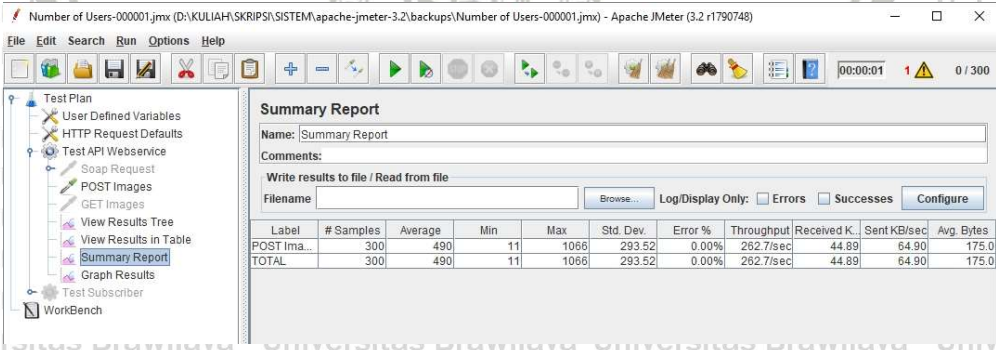 Number of Users-000001.jmx (D:\KULIAH\SKRIPSI\SISTEM\apache-jmeter-3.2\backups\Number of Users-000001.jmx) - Apache JMeter (3.2 r1790748)
File Edit Search Run Options Help
00:00:01 1 0 / 300
Test Plan
User Defined Variables
HTTP Request Defaults
Test API Webservice
Soap Request
POST Images
GET Images
View Results Tree
View Results in Table
Summary Report
Graph Results
Test Subscriber
WorkBench
Summary Report
Name: Summary Report
Comments:
Write results to file / Read from file
Filename Browse... Log/Display Only: Errors Successes Configure
Label # Samples Average Min Max Std. Dev. Error % Throughput Received K... Sent KB/sec Avg. Bytes
POST Ima... 300 490 11 1066 293.52 0.00% 262.7/sec 44.89 64.90 175.0
TOTAL 300 490 11 1066 293.52 0.00% 262.7/sec 44.89 64.90 175.0